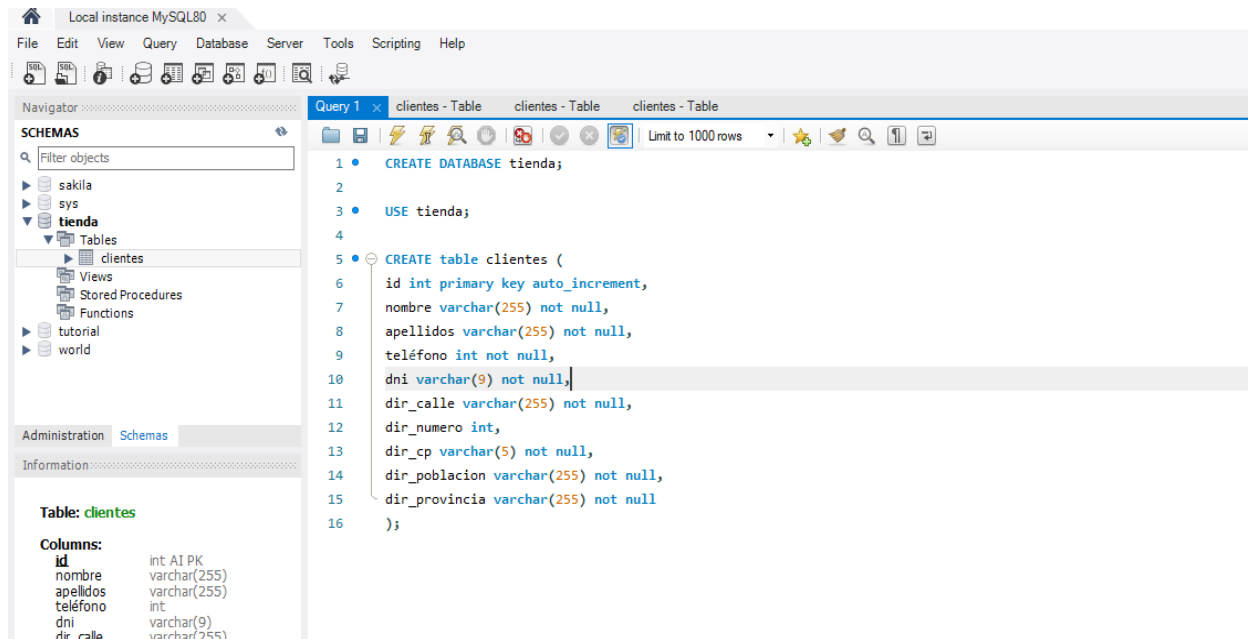 Local instance MySQL80 ×
File Edit View Query Database Server Tools Scripting Help
Navigator
SCHEMAS
Filter objects
sakila
sys
tienda
Tables
clientes
Views
Stored Procedures
Functions
tutorial
world
Administration Schemas
Information
Table: clientes
Columns:
id int AI PK
nombre varchar(255)
apellidos varchar(255)
teléfono int
dni varchar(9)
dir_calle varchar(255)
Query 1 × clientes - Table clientes - Table clientes - Table
Limit to 1000 rows
1 CREATE DATABASE tienda;
2
3 USE tienda;
4
5 CREATE table clientes (
6 id int primary key auto_increment,
7 nombre varchar(255) not null,
8 apellidos varchar(255) not null,
9 teléfono int not null,
10 dni varchar(9) not null,
11 dir_calle varchar(255) not null,
12 dir_numero int,
13 dir_cp varchar(5) not null,
14 dir_poblacion varchar(255) not null,
15 dir_provincia varchar(255) not null
16 );